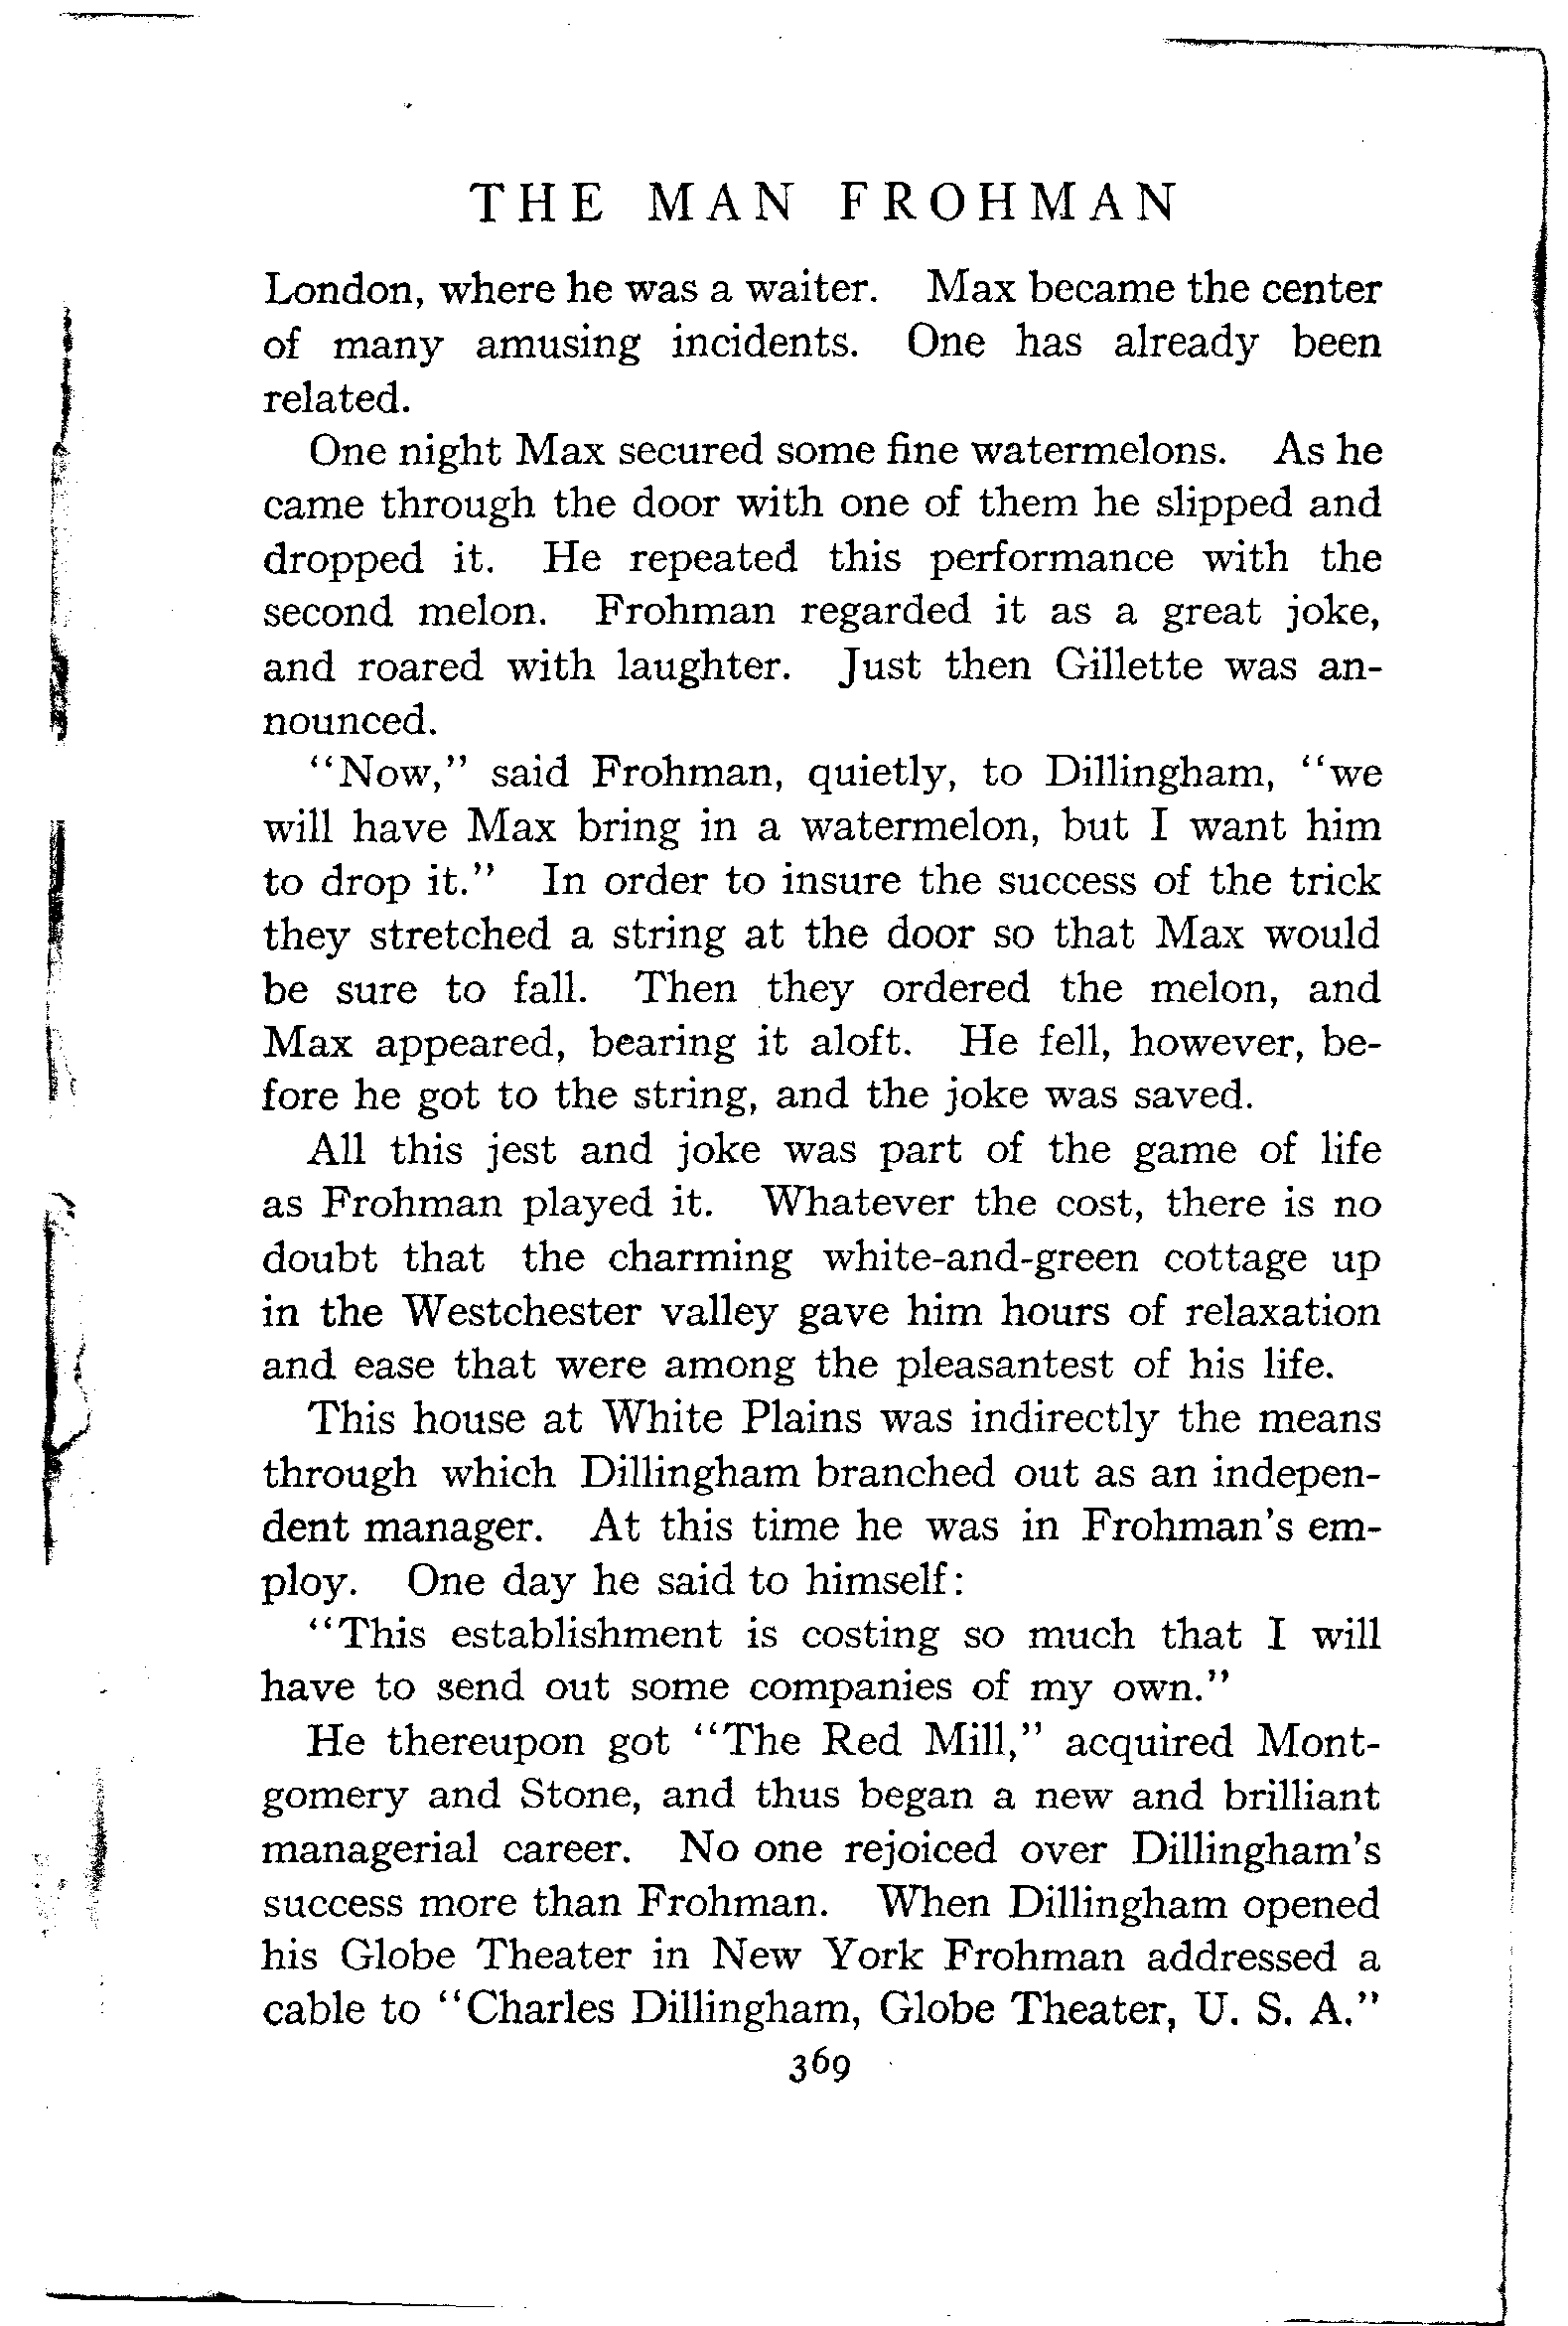 THE MAN FROHMAN
London, where he was a waiter. Max became the center
of many amusing incidents. One has already been
related.
One night Max secured some fine watermelons. As he
came through the door with one of them he slipped and
dropped it. He repeated this performance with the
second melon. Frohman regarded it as a great joke,
and roared with laughter. Just then Gillette was an-
nounced.
“Now,” said Frohman, quietly, to Dillingham, “we
will have Max bring in a watermelon, but I want him
to drop it.” In order to insure the success of the trick
they stretched a string at the door so that Max would
be sure to fall. Then they ordered the melon, and
Max appeared, bearing it aloft. He fell, however, be-
fore he got to the string, and the joke was saved.
All this jest and joke was part of the game of life
as Frohman played it. Whatever the cost, there is no
doubt that the charming white-and-green cottage up
in the Westchester valley gave him hours of relaxation
and ease that were among the pleasantest of his life.
This house at White Plains was indirectly the means
through which Dillingham branched out as an indepen-
dent manager. At this time he was in Frohman's em-
ploy. One day he said to himself:
“This establishment is costing so much that I will
have to send out some companies of my own.”
He thereupon got “The Red Mill,” acquired Mont-
gomery and Stone, and thus began a new and brilliant
managerial career. No one rejoiced over Dillingham's
success more than Frohman. When Dillingham opened
his Globe Theater in New York Frohman addressed a
cable to “Charles Dillingham, Globe Theater, U. S. A.”
369